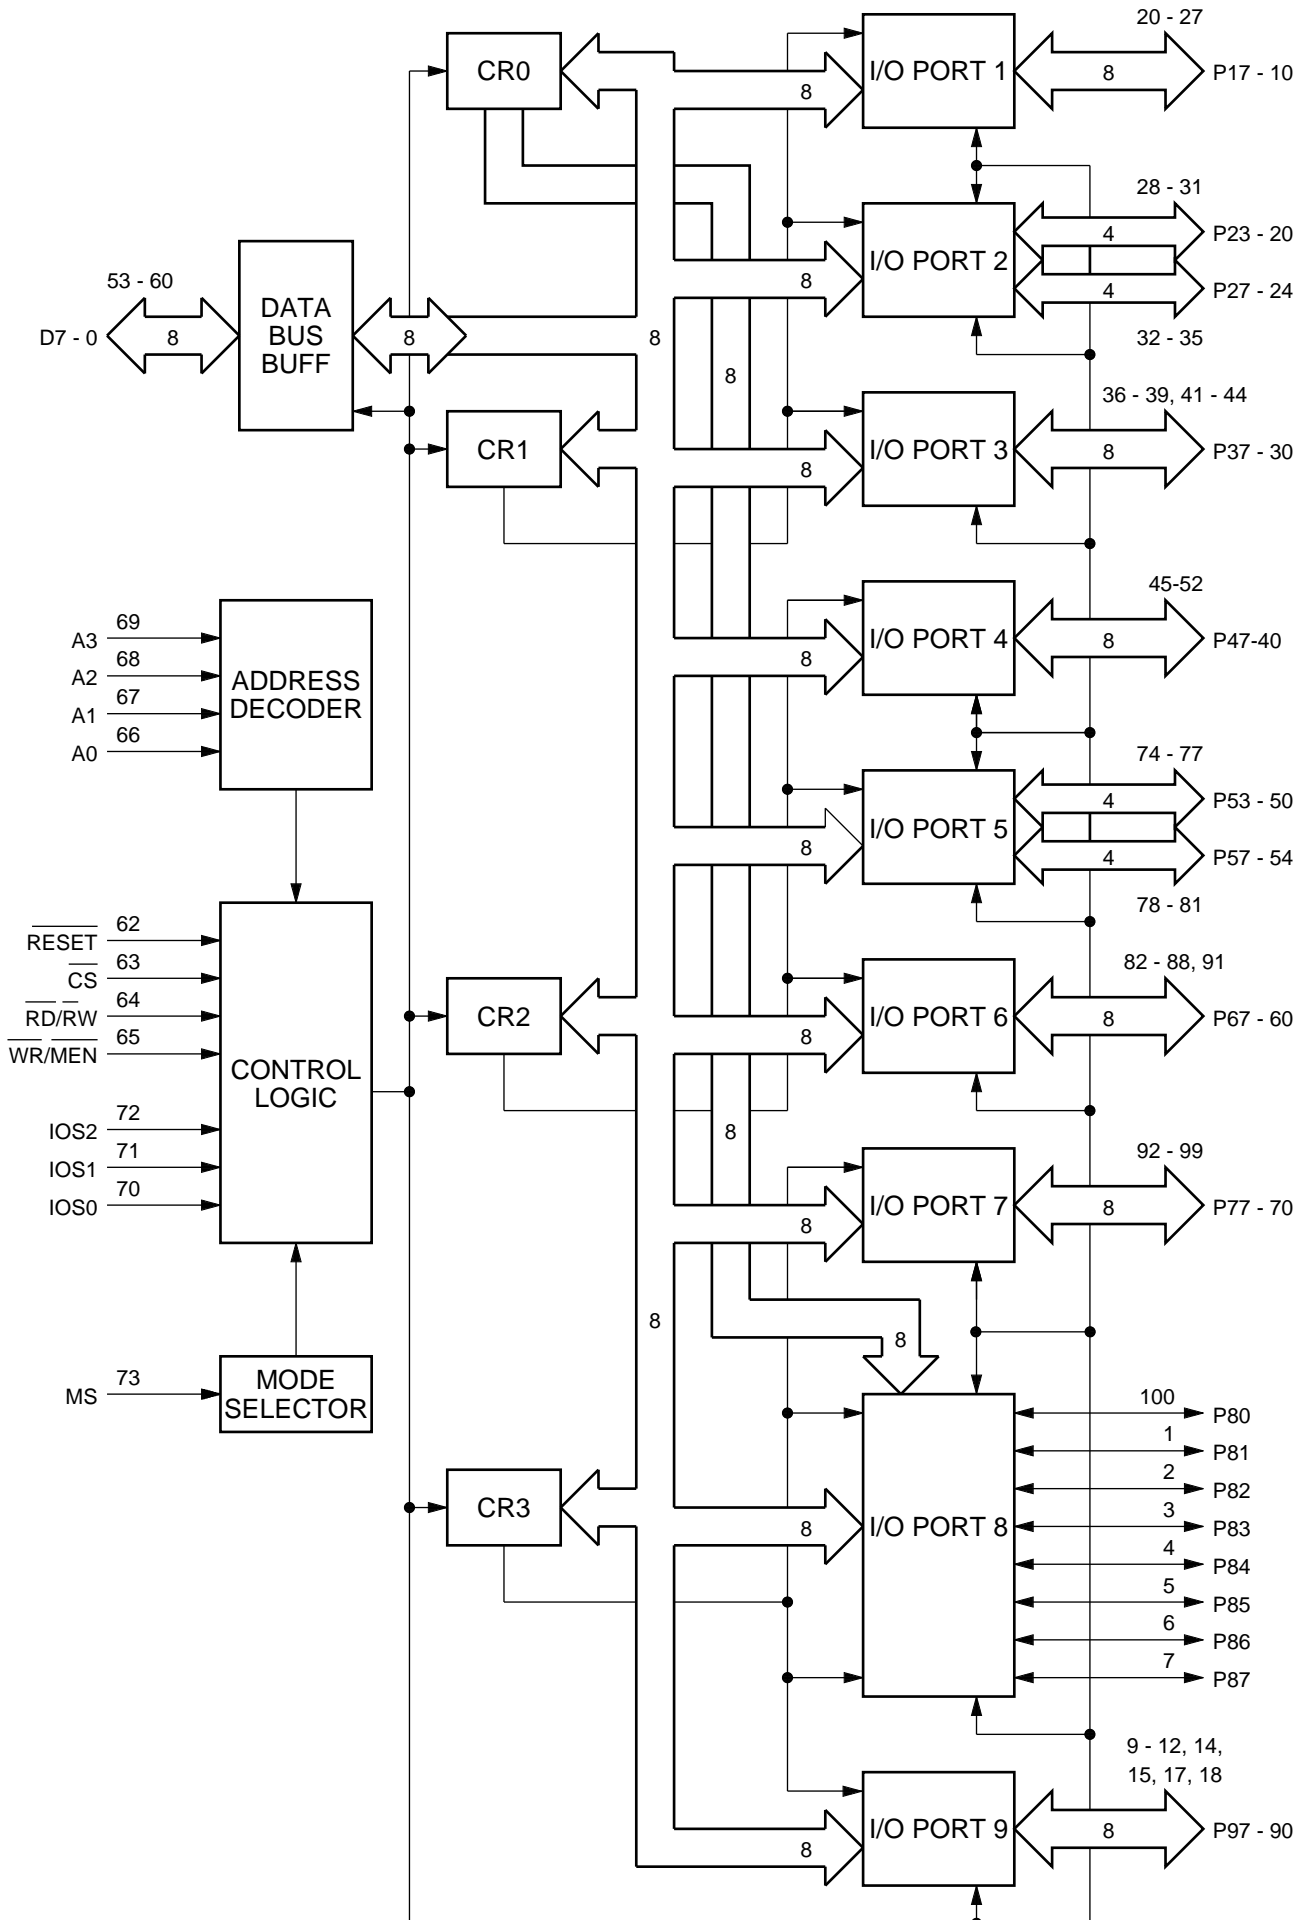 20 - 27
CR0
I/O PORT 1
8
P17 - 10
8
28 - 31
I/O PORT 2
4
P23 - 20
8
4
P27 - 24
32 - 35
53 - 60
D7 - 0
8
DATA
BUS
BUFF
8
8
8
36 - 39, 41 - 44
CR1
I/O PORT 3
8
P37 - 30
8
45-52
I/O PORT 4
8
P47-40
8
A3
69
A2
68
A1
67
A0
66
ADDRESS
DECODER
74 - 77
I/O PORT 5
4
P53 - 50
8
4
P57 - 54
78 - 81
RESET
62
CS
63
RD/RW
64
WR/MEN
65
IOS2
72
IOS1
71
IOS0
70
CONTROL
LOGIC
82 - 88, 91
CR2
I/O PORT 6
8
P67 - 60
8
8
92 - 99
I/O PORT 7
8
P77 - 70
8
8
8
MS
73
MODE
SELECTOR
CR3
8
I/O PORT 8
100
P80
1
P81
2
P82
3
P83
4
P84
5
P85
6
P86
7
P87
9 - 12, 14,
15, 17, 18
I/O PORT 9
8
P97 - 90
8